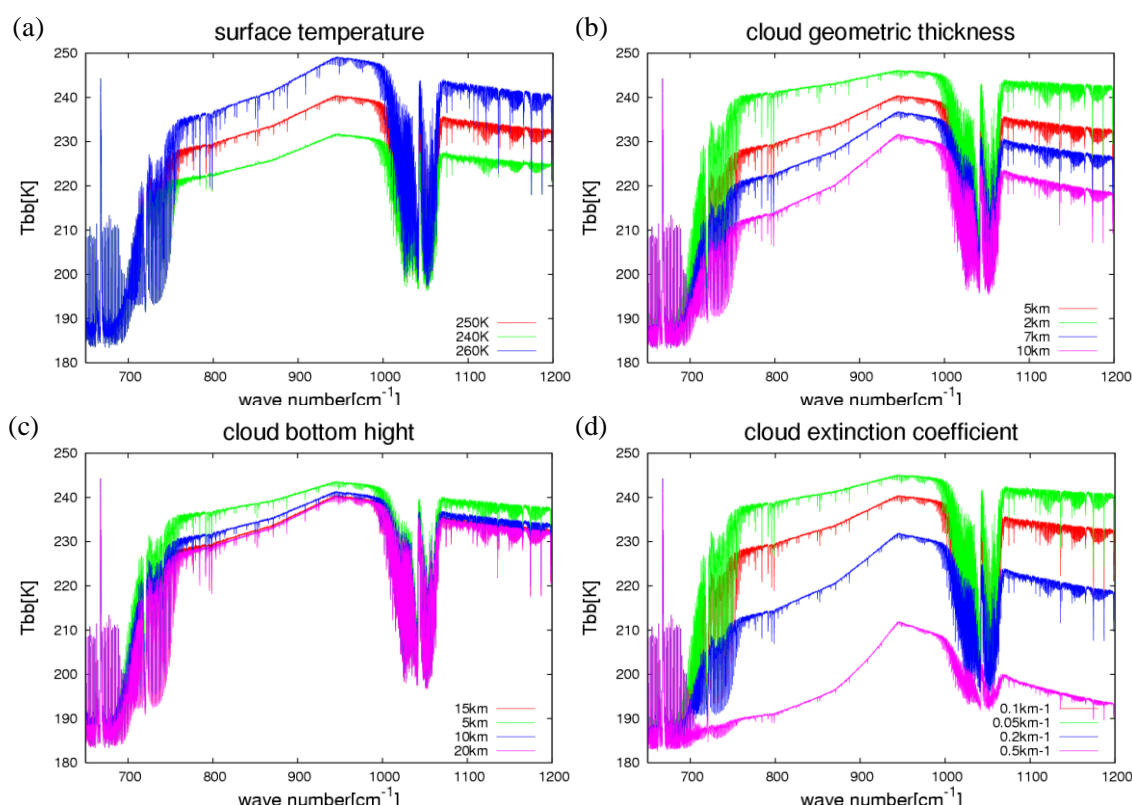 (a) surface temperature
250
240
230
220
210
200
190
180
Tbb[K]
250K
240K
260K
700 800 900 1000 1100 1200
wave number[cm-1]
(b) cloud geometric thickness
250
240
230
220
210
200
190
180
Tbb[K]
5km
2km
7km
10km
700 800 900 1000 1100 1200
wave number[cm-1]
(c) cloud bottom hight
250
240
230
220
210
200
190
180
Tbb[K]
15km
5km
10km
20km
700 800 900 1000 1100 1200
wave number[cm-1]
(d) cloud extinction coefficient
250
240
230
220
210
200
190
180
Tbb[K]
0.1km-1
0.05km-1
0.2km-1
0.5km-1
700 800 900 1000 1100 1200
wave number[cm-1]